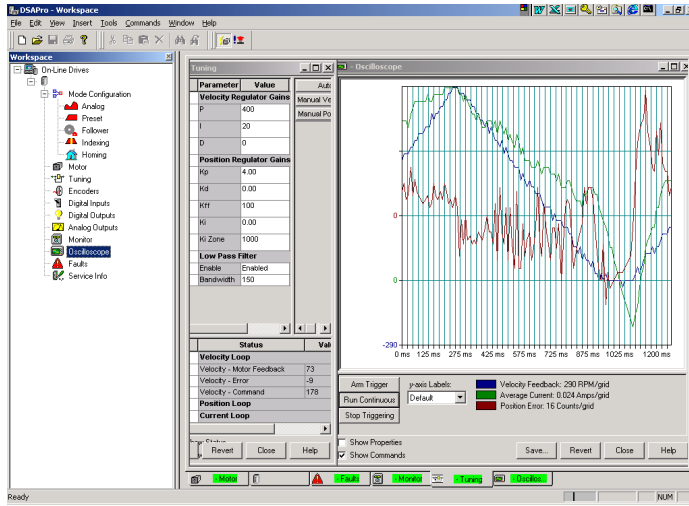 DSAPro - Workspace
File Edit View Insert Tools Commands Window Help
Workspace
On-Line Drives
Mode Configuration
Analog
Preset
Follower
Indexing
Homing
Motor
Tuning
Encoders
Digital Inputs
Digital Outputs
Analog Outputs
Monitor
Oscilloscope
Faults
Service Info
Tuning
Parameter Value
Velocity Regulator Gains
P 400
I 20
D 0
Position Regulator Gains
Kp 4.00
Kd 0.00
Kff 100
Ki 0.00
Ki Zone 1000
Low Pass Filter
Enable Enabled
Bandwidth 150
Auto
Manual Ve
Manual Po
Status Val
Velocity Loop
Velocity - Motor Feedback 73
Velocity - Error -9
Velocity - Command 178
Position Loop
Current Loop
Revert Close Help
- Oscilloscope
0
0
-290
0 ms 125 ms 275 ms 425 ms 575 ms 725 ms 875 ms 1025 ms 1200 ms
Arm Trigger
Run Continuous
Stop Triggering
y-axis Labels:
Default
Velocity Feedback: 290 RPM/grid
Average Current: 0.024 Amps/grid
Position Error: 16 Counts/grid
Show Properties
Show Commands
Save... Revert Close Help
- Motor - Faults - Monitor - Tuning - Oscillos...
Ready NUM